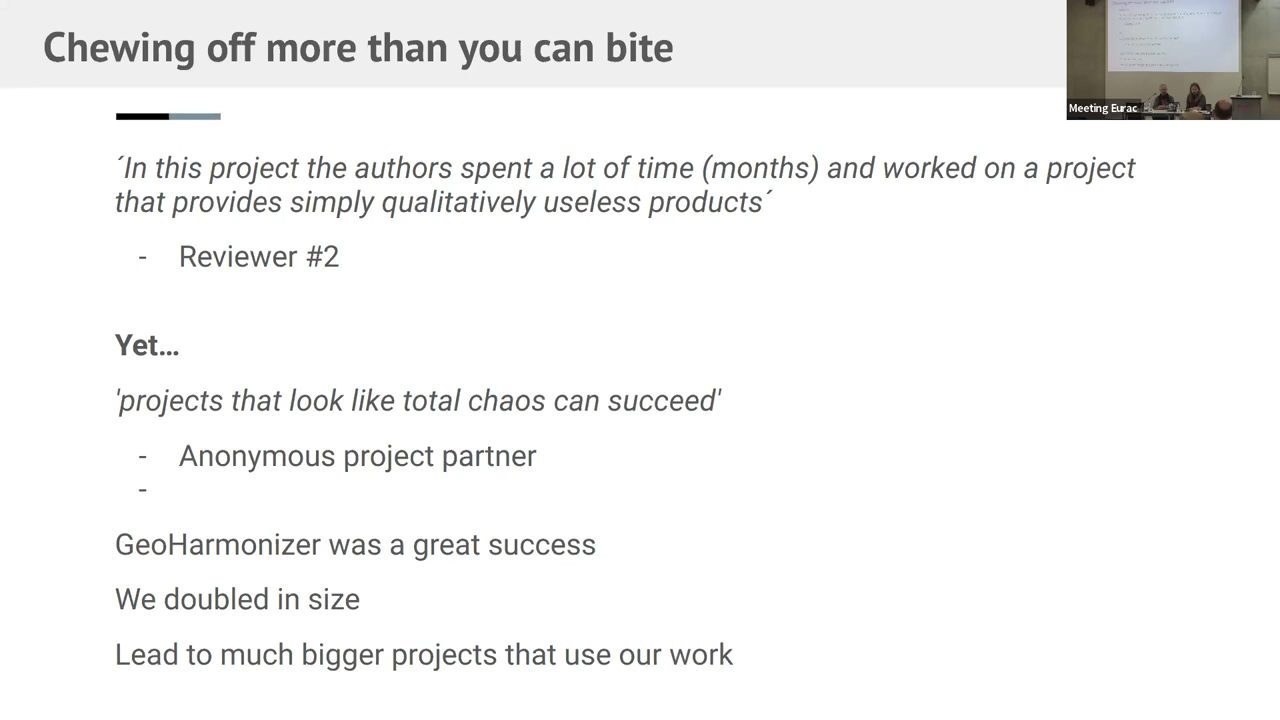 Chewing off more than you can bite
Meeting Eurac
´In this project the authors spent a lot of time (months) and worked on a project
that provides simply qualitatively useless products´
- Reviewer #2
Yet…
'projects that look like total chaos can succeed'
- Anonymous project partner
-
GeoHarmonizer was a great success
We doubled in size
Lead to much bigger projects that use our work